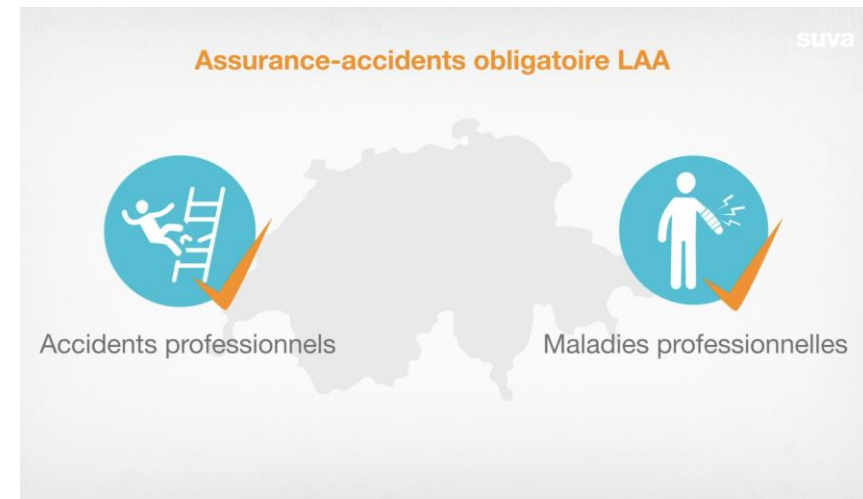 suva
Assurance-accidents obligatoire LAA
Accidents professionnels
Maladies professionnelles